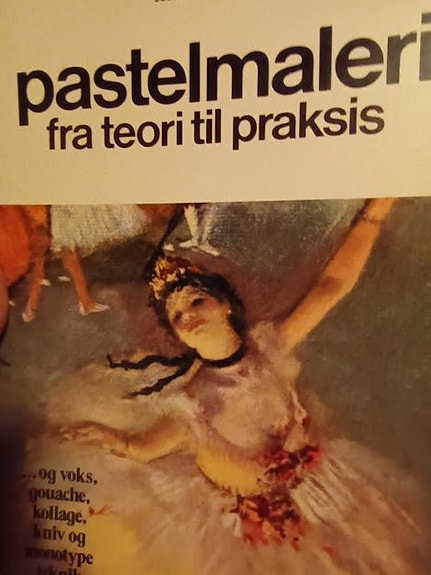 pastelmaleri
fra teori til praksis
...og voks,
gouache,
kollage,
kniv og
monotype